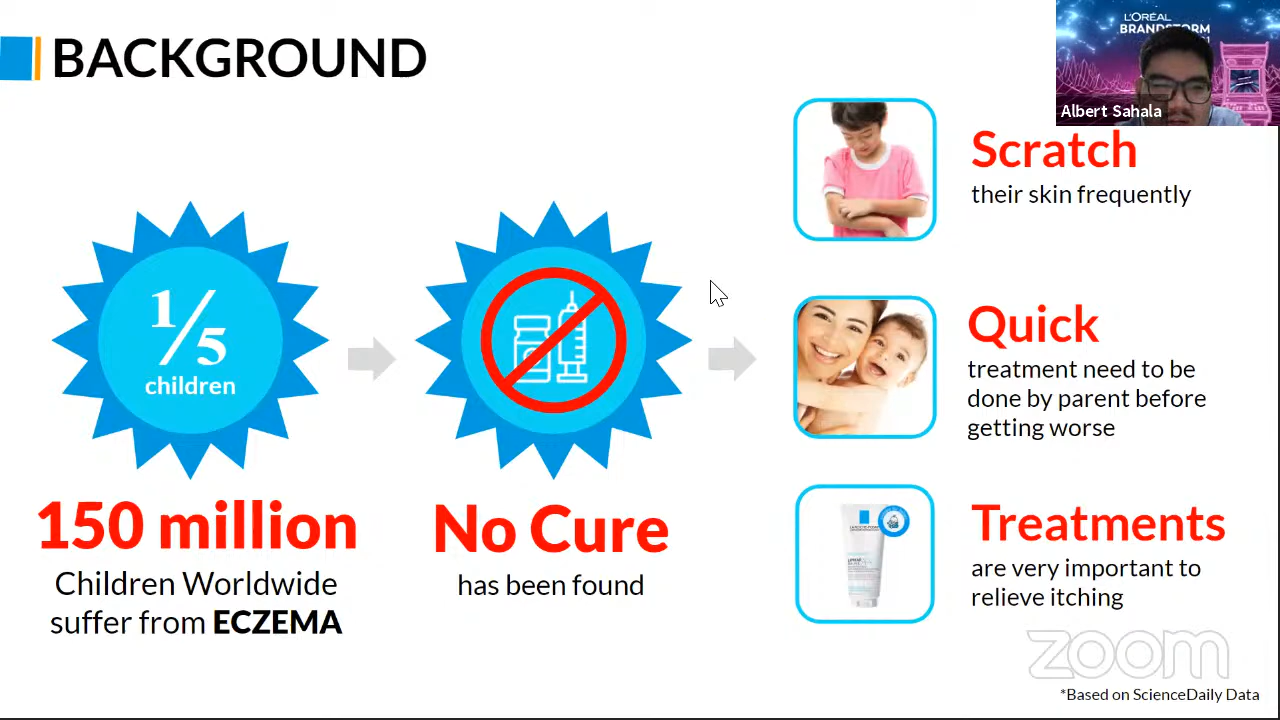 BACKGROUND
L'ORÉAL
BRANDSTORM
Albert Sahala
1/5
children
150 million
Children Worldwide
suffer from ECZEMA
No Cure
has been found
Scratch
their skin frequently
Quick
treatment need to be
done by parent before
getting worse
Treatments
are very important to
relieve itching
zoom
*Based on ScienceDaily Data